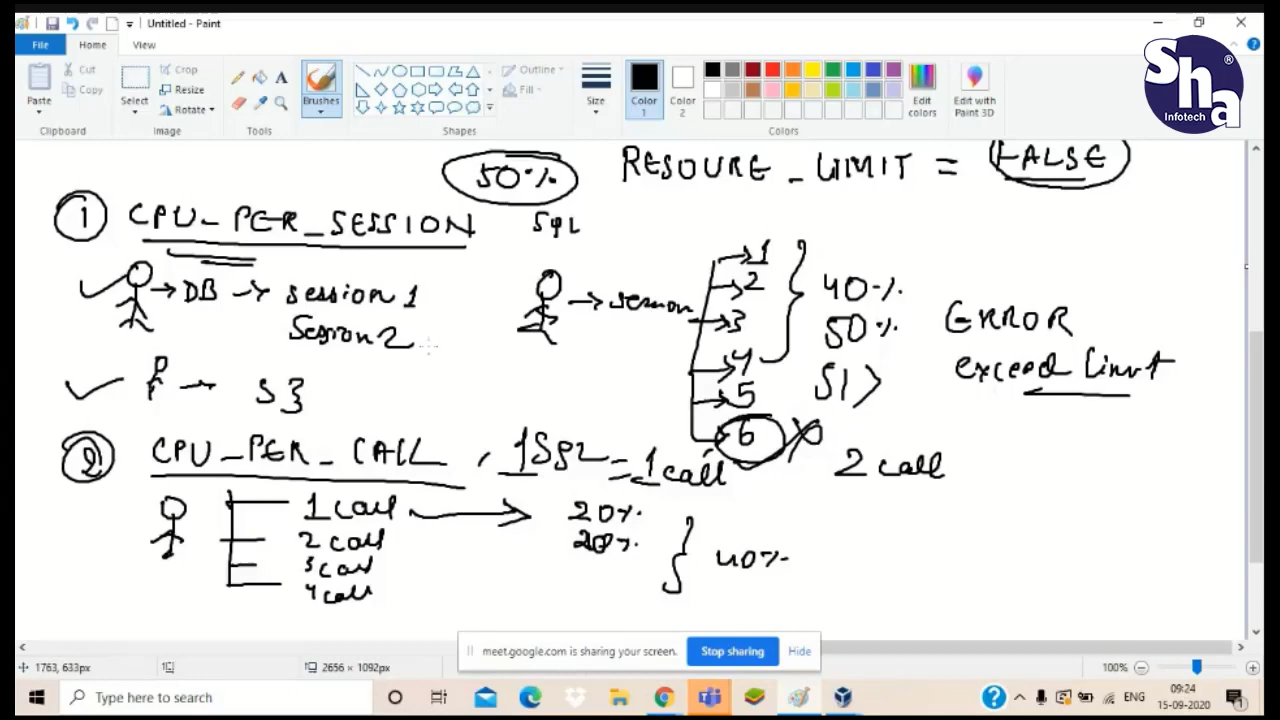 Untitled - Paint
File
Home
View
Paste
Cut
Copy
Clipboard
Select
Crop
Resize
Rotate
Image
Tools
Brushes
Shapes
Outline
Fill
Size
Color 1
Color 2
Colors
Edit colors
Edit with Paint 3D
Sha ®
Infotech
50%
RESOURE_LIMIT = FALSE
① CPU_PER_SESSION
SQL
DB → session 1
Session 2
session
1
2
3
4
5
6
40%
50%
51 >
ERROR
exceed limit
S3
② CPU_PER_CALL , 1SQL = 1call
2 call
1 call
2 call
3 call
4 call
20%
20%
40%
meet.google.com is sharing your screen.
Stop sharing
Hide
1763, 633px
2656 × 1092px
100%
Type here to search
ENG
09:24
15-09-2020